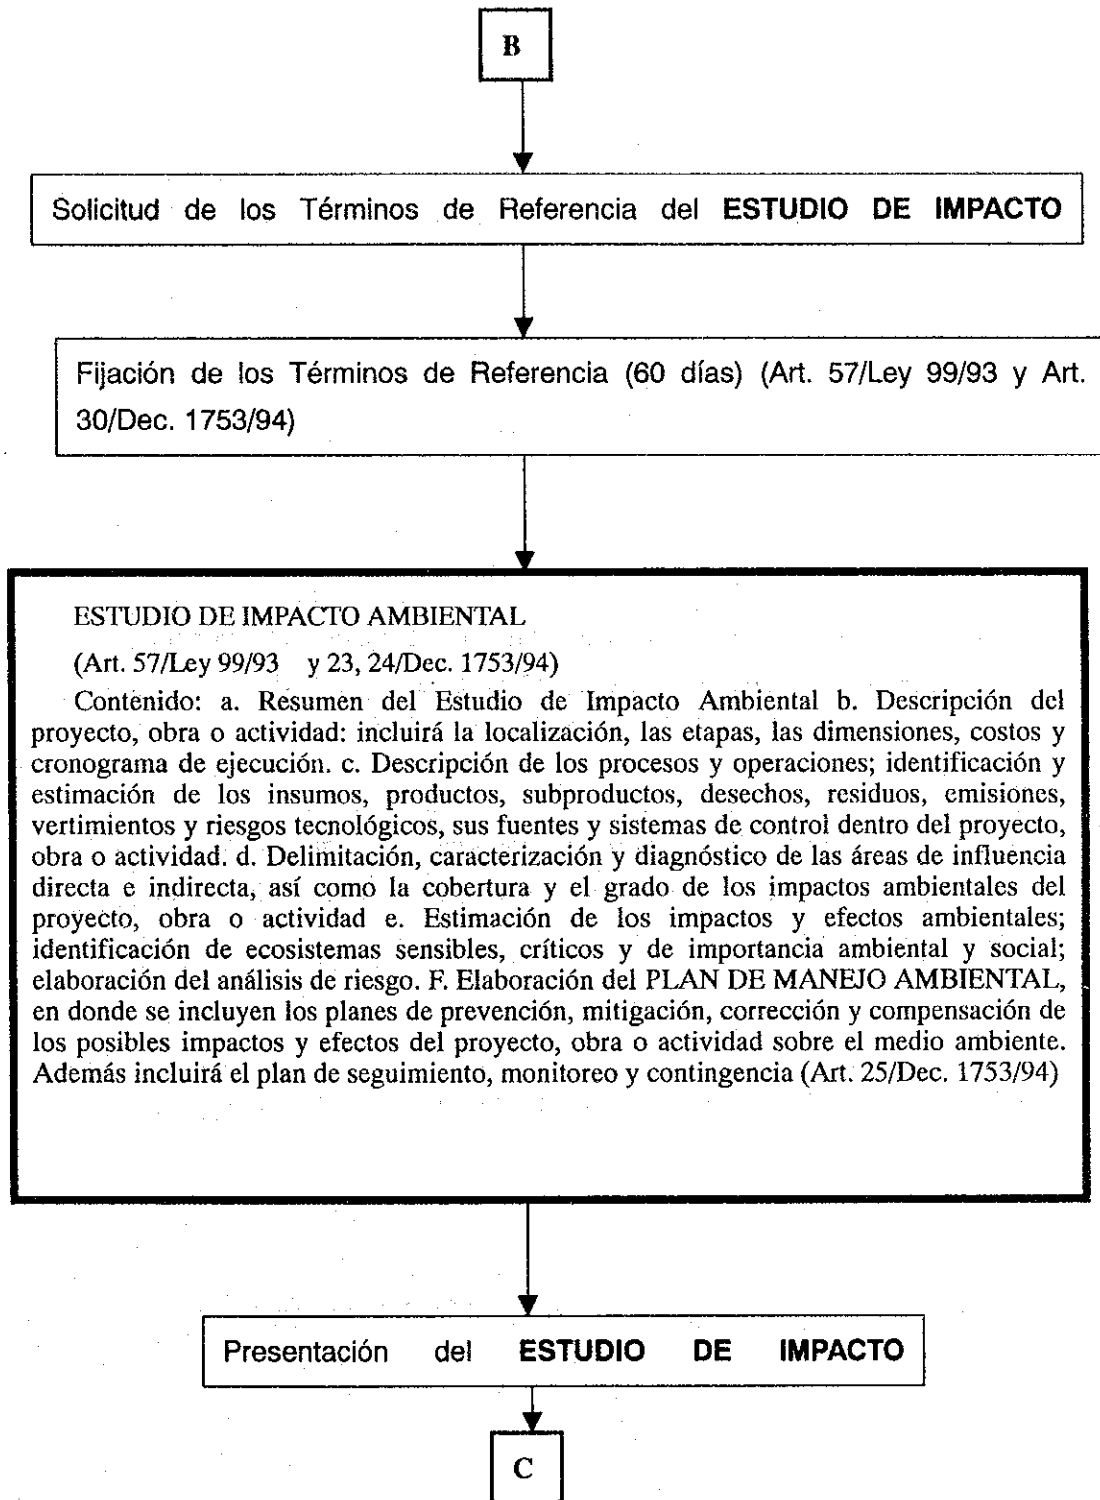 B
Solicitud de los Términos de Referencia del ESTUDIO DE IMPACTO
Fijación de los Términos de Referencia (60 días) (Art. 57/Ley 99/93 y Art.
30/Dec. 1753/94)
ESTUDIO DE IMPACTO AMBIENTAL
(Art. 57/Ley 99/93 y 23, 24/Dec. 1753/94)
Contenido: a. Resumen del Estudio de Impacto Ambiental b. Descripción del
proyecto, obra o actividad: incluirá la localización, las etapas, las dimensiones, costos y
cronograma de ejecución. c. Descripción de los procesos y operaciones; identificación y
estimación de los insumos, productos, subproductos, desechos, residuos, emisiones,
vertimientos y riesgos tecnológicos, sus fuentes y sistemas de control dentro del proyecto,
obra o actividad. d. Delimitación, caracterización y diagnóstico de las áreas de influencia
directa e indirecta, así como la cobertura y el grado de los impactos ambientales del
proyecto, obra o actividad e. Estimación de los impactos y efectos ambientales;
identificación de ecosistemas sensibles, críticos y de importancia ambiental y social;
elaboración del análisis de riesgo. F. Elaboración del PLAN DE MANEJO AMBIENTAL,
en donde se incluyen los planes de prevención, mitigación, corrección y compensación de
los posibles impactos y efectos del proyecto, obra o actividad sobre el medio ambiente.
Además incluirá el plan de seguimiento, monitoreo y contingencia (Art. 25/Dec. 1753/94)
Presentación del ESTUDIO DE IMPACTO
C